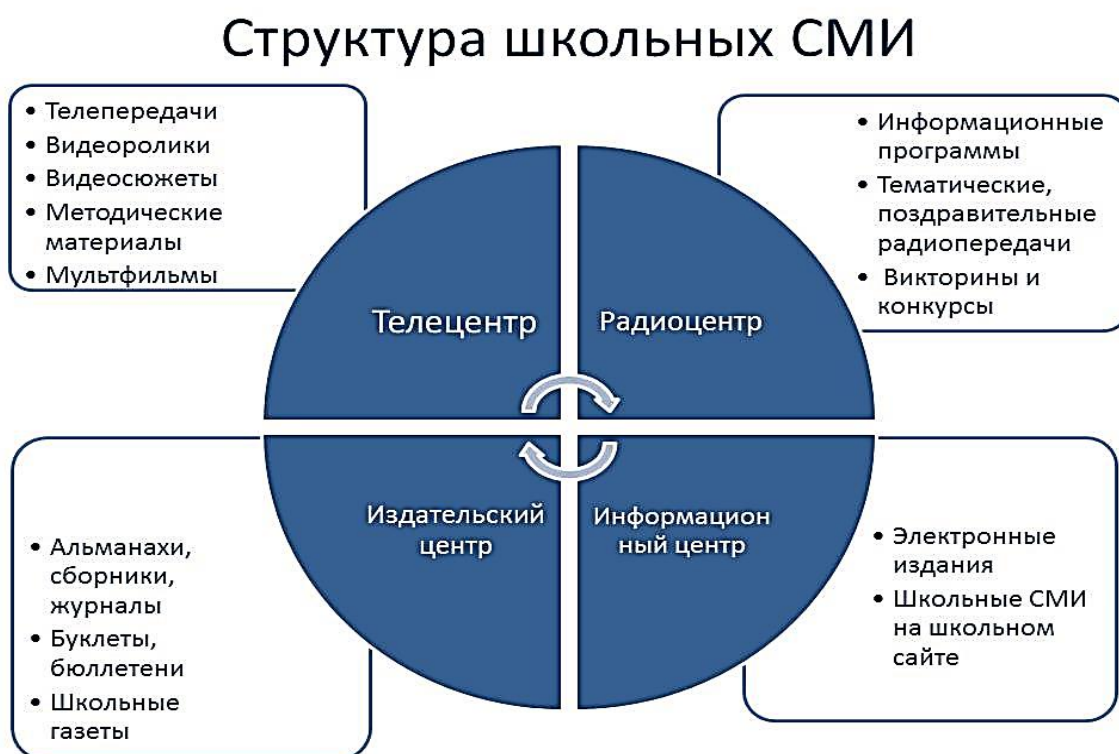 Структура школьных СМИ
• Телепередачи
• Видеоролики
• Видеосюжеты
• Методические
материалы
• Мультфильмы
• Информационные
программы
• Тематические,
поздравительные
радиопередачи
• Викторины и
конкурсы
Телецентр
Радиоцентр
Издательский
центр
Информацион
ный центр
• Альманахи,
сборники,
журналы
• Буклеты,
бюллетени
• Школьные
газеты
• Электронные
издания
• Школьные СМИ
на школьном
сайте